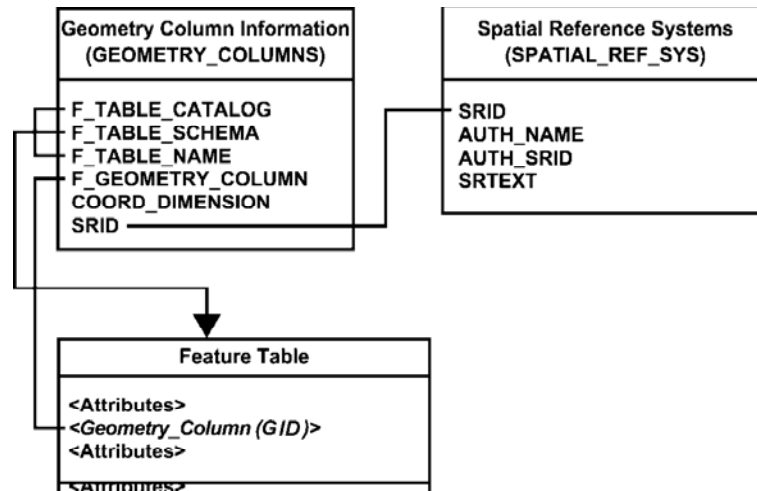 Geometry Column Information
(GEOMETRY_COLUMNS)
F_TABLE_CATALOG
F_TABLE_SCHEMA
F_TABLE_NAME
F_GEOMETRY_COLUMN
COORD_DIMENSION
SRID
Spatial Reference Systems
(SPATIAL_REF_SYS)
SRID
AUTH_NAME
AUTH_SRID
SRTEXT
Feature Table
<Attributes>
<Geometry_Column (GID)>
<Attributes>
<Attributes>